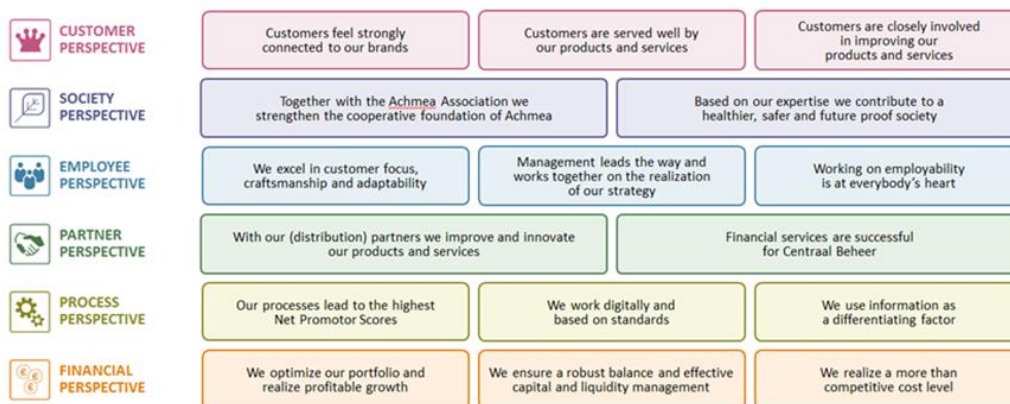 CUSTOMER
PERSPECTIVE
Customers feel strongly
connected to our brands
Customers are served well by
our products and services
Customers are closely involved
in improving our
products and services
SOCIETY
PERSPECTIVE
Together with the Achmea Association we
strengthen the cooperative foundation of Achmea
Based on our expertise we contribute to a
healthier, safer and future proof society
EMPLOYEE
PERSPECTIVE
We excel in customer focus,
craftsmanship and adaptability
Management leads the way and
works together on the realization
of our strategy
Working on employability
is at everybody's heart
PARTNER
PERSPECTIVE
With our (distribution) partners we improve and innovate
our products and services
Financial services are successful
for Centraal Beheer
PROCESS
PERSPECTIVE
Our processes lead to the highest
Net Promotor Scores
We work digitally and
based on standards
We use information as
a differentiating factor
€ €
€
FINANCIAL
PERSPECTIVE
We optimize our portfolio and
realize profitable growth
We ensure a robust balance and effective
capital and liquidity management
We realize a more than
competitive cost level